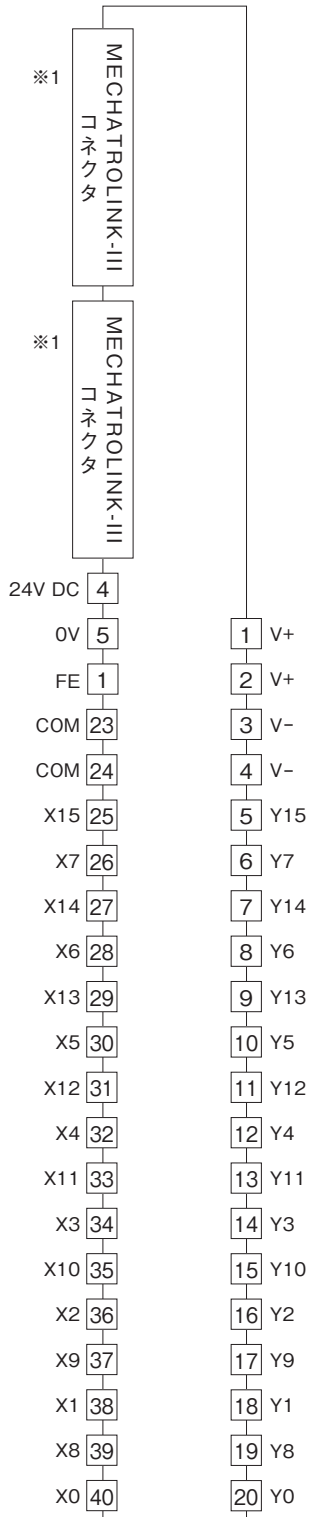 ※1
MECHATROLINK-III
コネクタ
※1
MECHATROLINK-III
コネクタ
24V DC 4
0V 5 1 V+
FE 1 2 V+
COM 23 3 V−
COM 24 4 V−
X15 25 5 Y15
X7 26 6 Y7
X14 27 7 Y14
X6 28 8 Y6
X13 29 9 Y13
X5 30 10 Y5
X12 31 11 Y12
X4 32 12 Y4
X11 33 13 Y11
X3 34 14 Y3
X10 35 15 Y10
X2 36 16 Y2
X9 37 17 Y9
X1 38 18 Y1
X8 39 19 Y8
X0 40 20 Y0